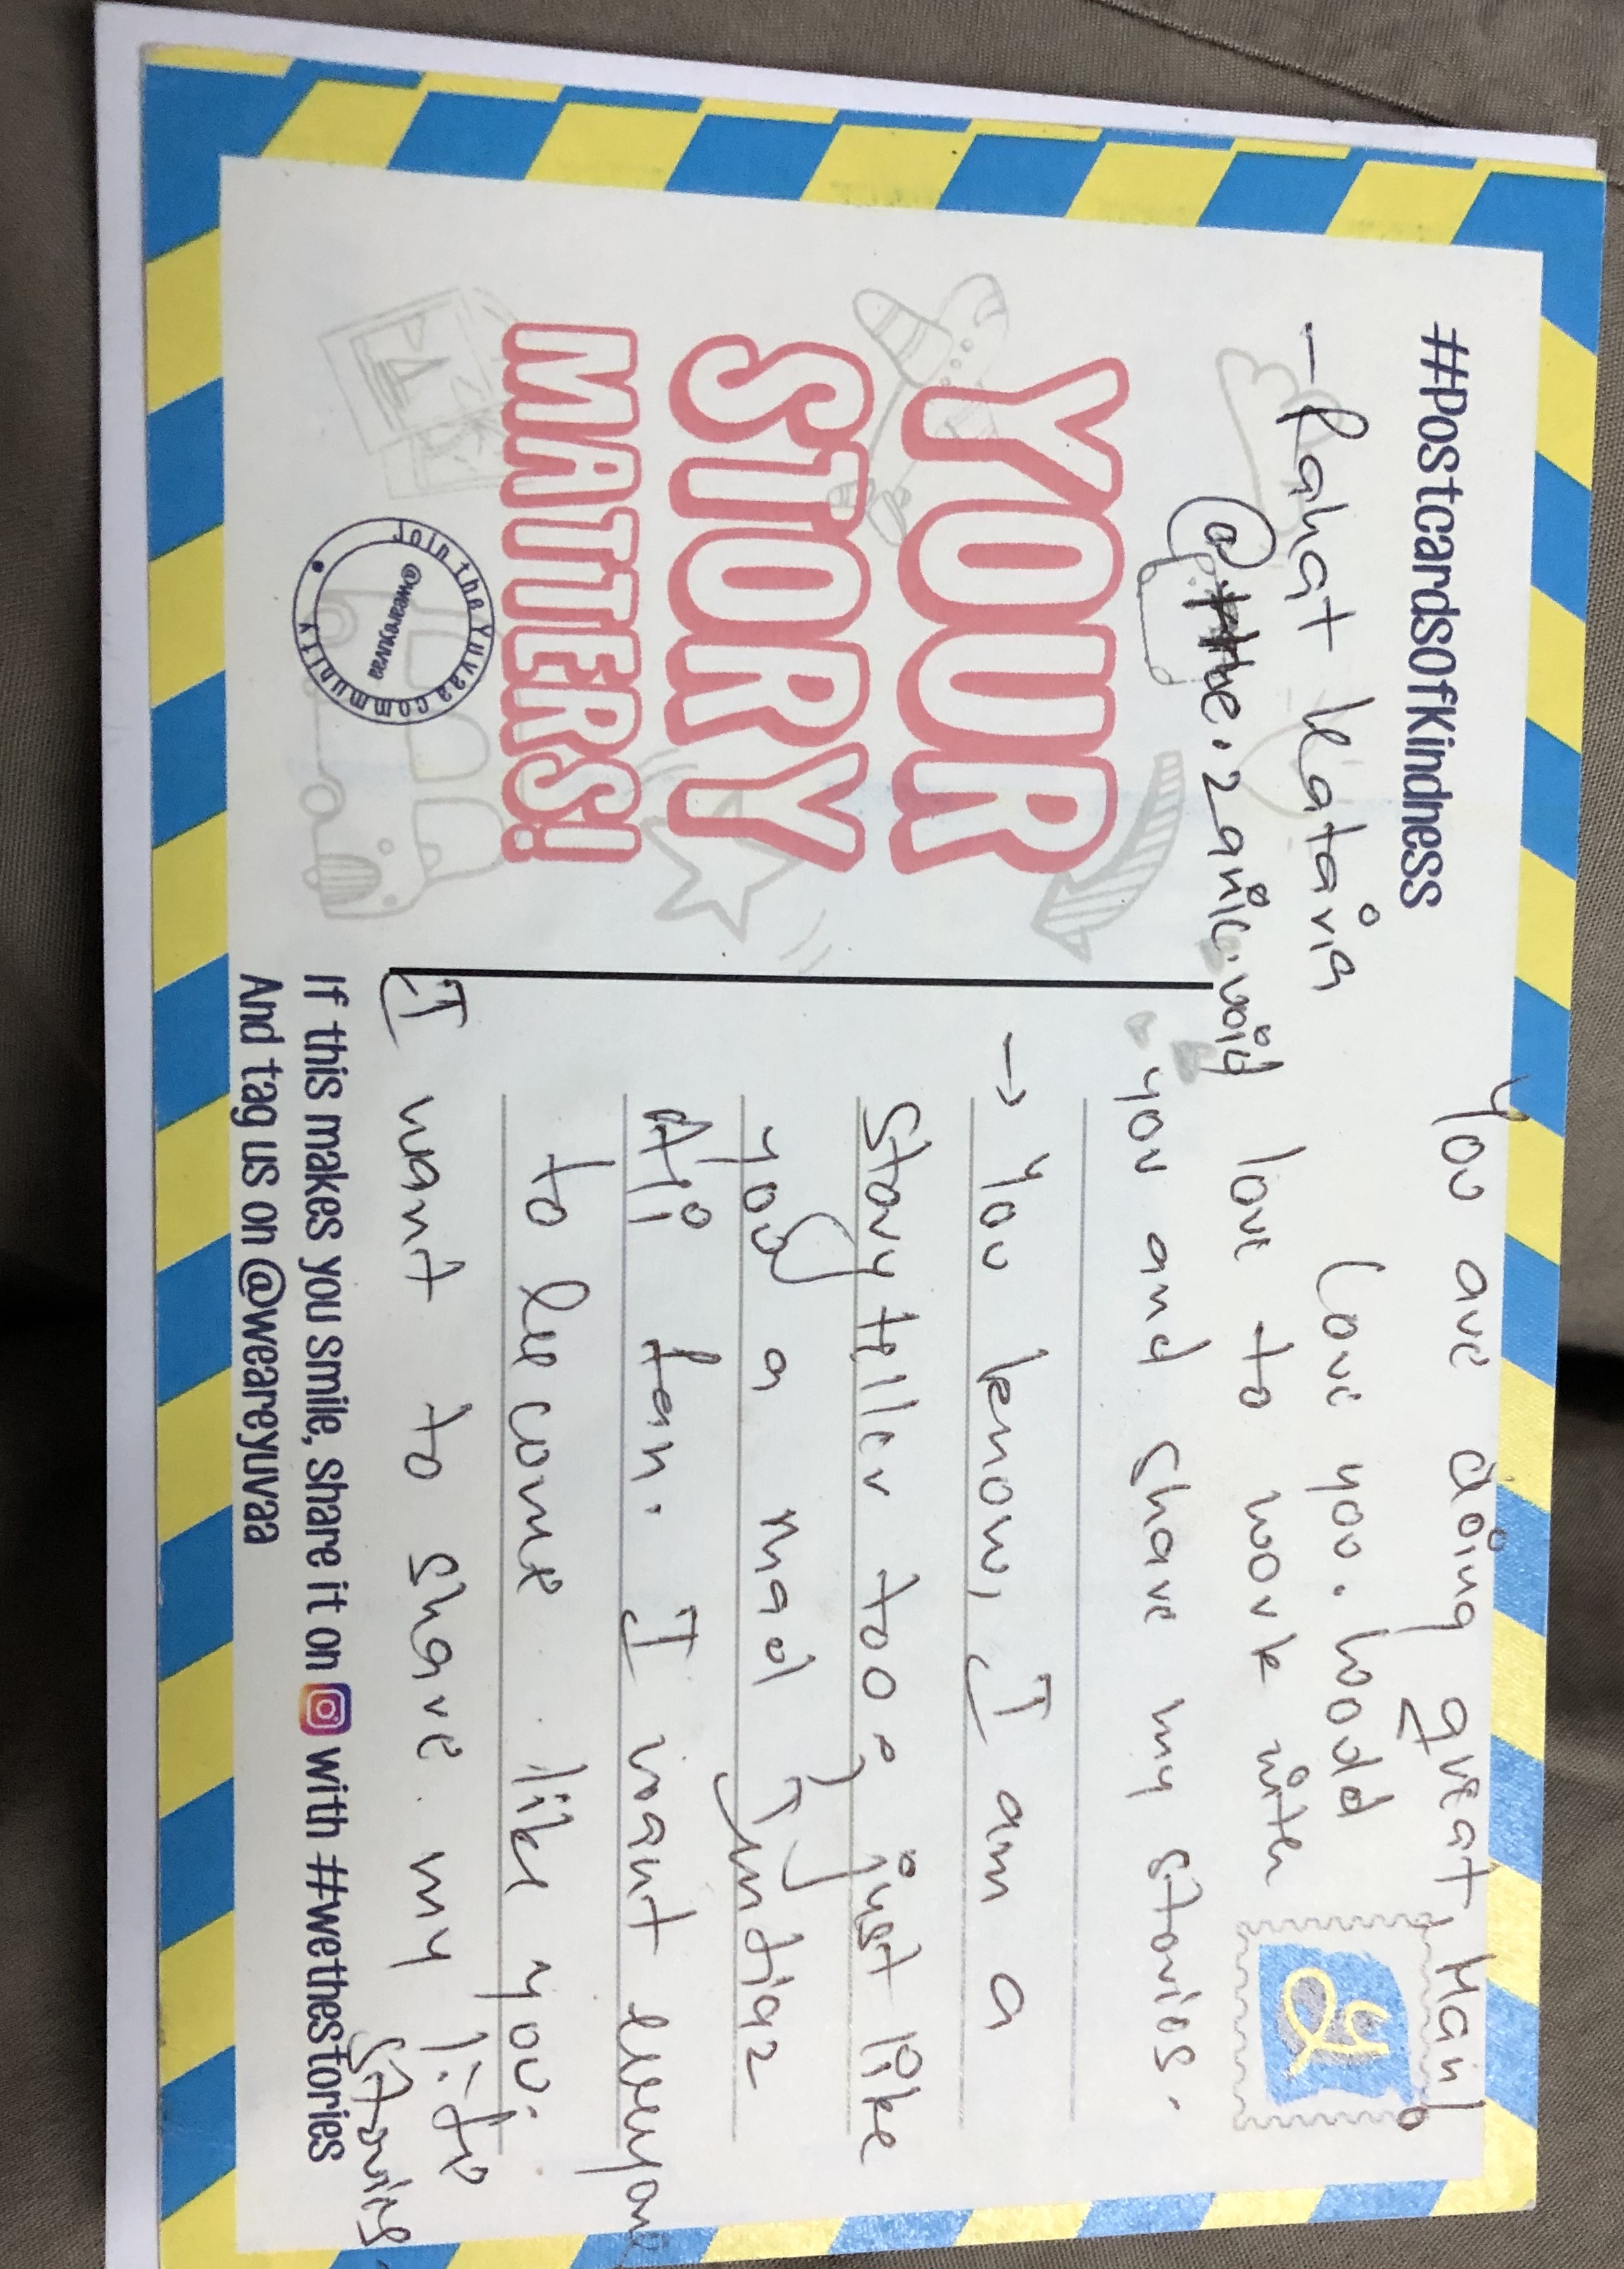 #PostcardsOfKindness
- Rahat Kataria
@the.zanic.void
YOUR
STORY
MATTERS!
Join the Yuvaa community
@weareyuvaa
You are doing great, Man!
Love you. Would
love to work with
you and share my stories.
y
→ You know, I am a
storyteller too; just like
you a mad Imtiaz
Ali fan. I want everyone
to become like you.
I want to share my life
stories.
If this makes you smile, share it on with #wethestories
And tag us on @weareyuvaa